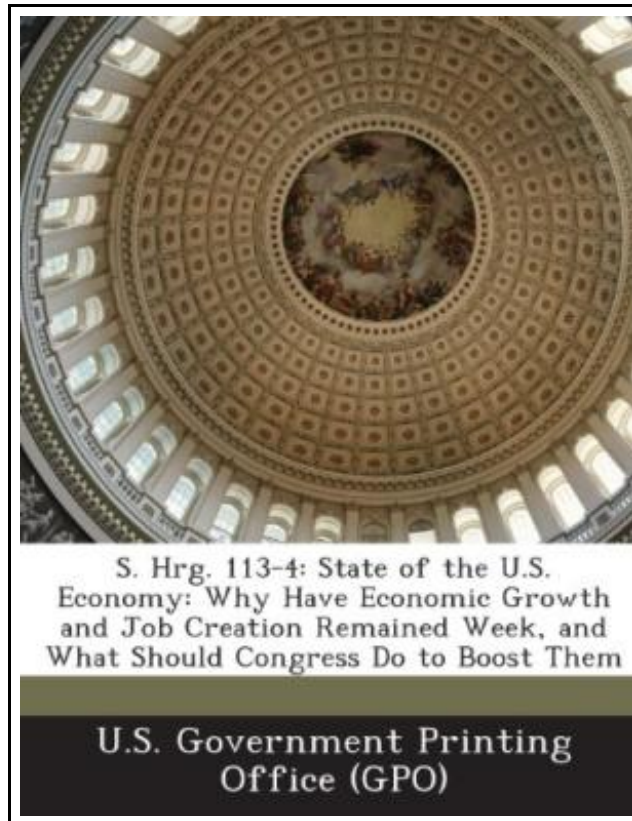 S. Hrg. 113-4: State of the U.S.
Economy: Why Have Economic Growth
and Job Creation Remained Week, and
What Should Congress Do to Boost Them
U.S. Government Printing
Office (GPO)